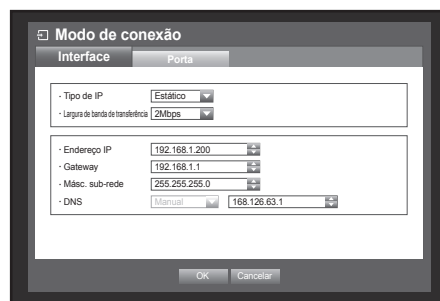 Modo de conexão
Interface Porta
· Tipo de IP Estático
· Largura de banda de transferência 2Mbps
· Endereço IP 192.168.1.200
· Gateway 192.168.1.1
· Másc. sub-rede 255.255.255.0
· DNS Manual 168.126.63.1
OK Cancelar